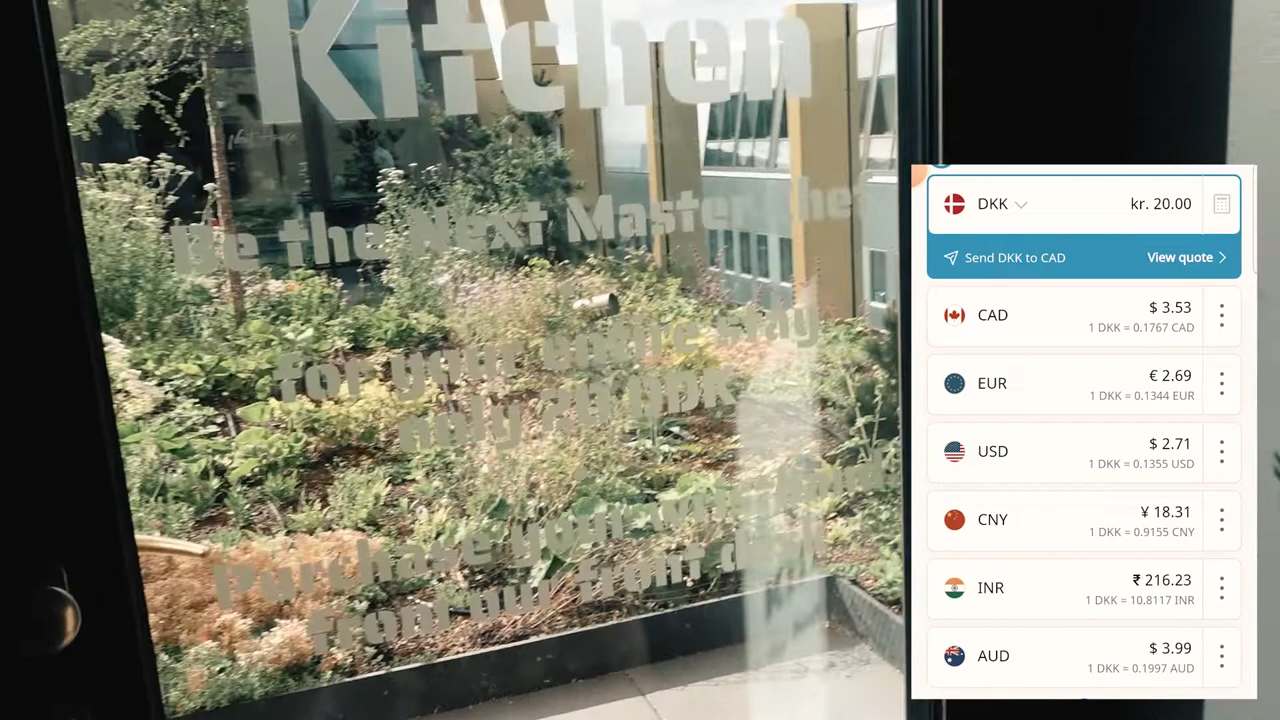 Kitchen
Be the Next Master
for your entire stay
only 20 DKK
Purchase your
from our front
DKK
kr. 20.00
Send DKK to CAD
View quote
CAD
$ 3.53
1 DKK = 0.1767 CAD
EUR
€ 2.69
1 DKK = 0.1344 EUR
USD
$ 2.71
1 DKK = 0.1355 USD
CNY
¥ 18.31
1 DKK = 0.9155 CNY
INR
₹ 216.23
1 DKK = 10.8117 INR
AUD
$ 3.99
1 DKK = 0.1997 AUD